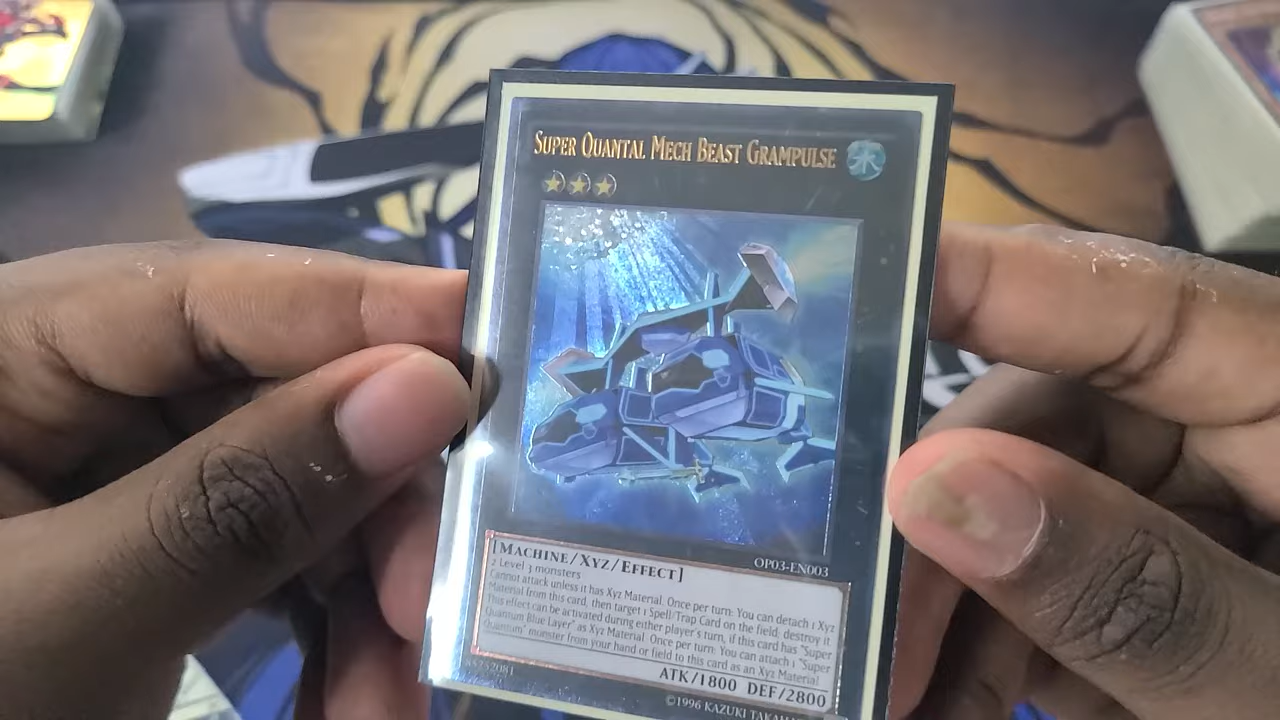 SUPER QUANTAL MECH BEAST GRAMPULSE 水
OP03-EN003
[MACHINE/XYZ/EFFECT]
2 Level 3 monsters
Cannot attack unless it has Xyz Material. Once per turn: You can detach 1 Xyz
Material from this card, then target 1 Spell/Trap Card on the field; destroy it.
This effect can be activated during either player's turn, if this card has "Super
Quantum Blue Layer" as Xyz Material. Once per turn: You can attach 1 "Super
Quantum" monster from your hand or field to this card as an Xyz Material.
ATK/1800 DEF/2800
©1996 KAZUKI